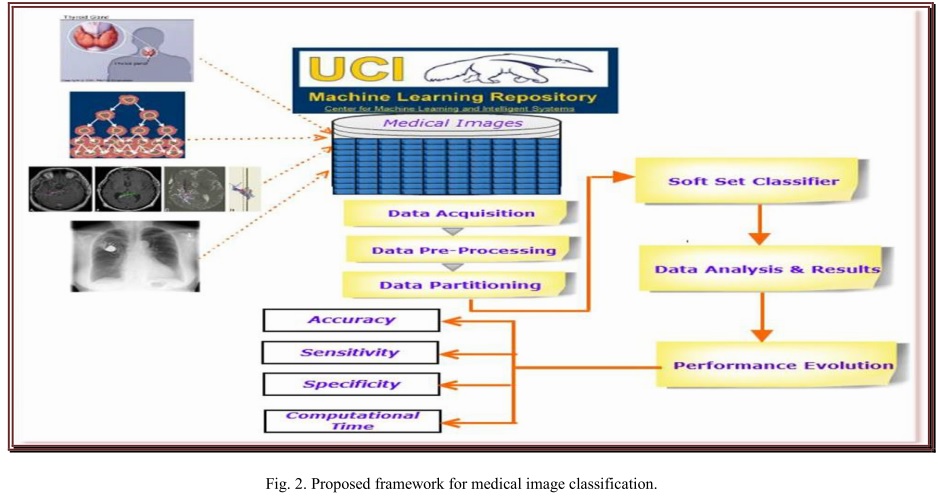 Thyroid Gland
Thyroid gland
UCI
Machine Learning Repository
Center for Machine Learning and Intelligent Systems
Medical Images
Data Acquisition
Data Pre-Processing
Data Partitioning
Soft Set Classifier
Data Analysis & Results
Performance Evolution
Accuracy
Sensitivity
Specificity
Computational
Time
Fig. 2. Proposed framework for medical image classification.